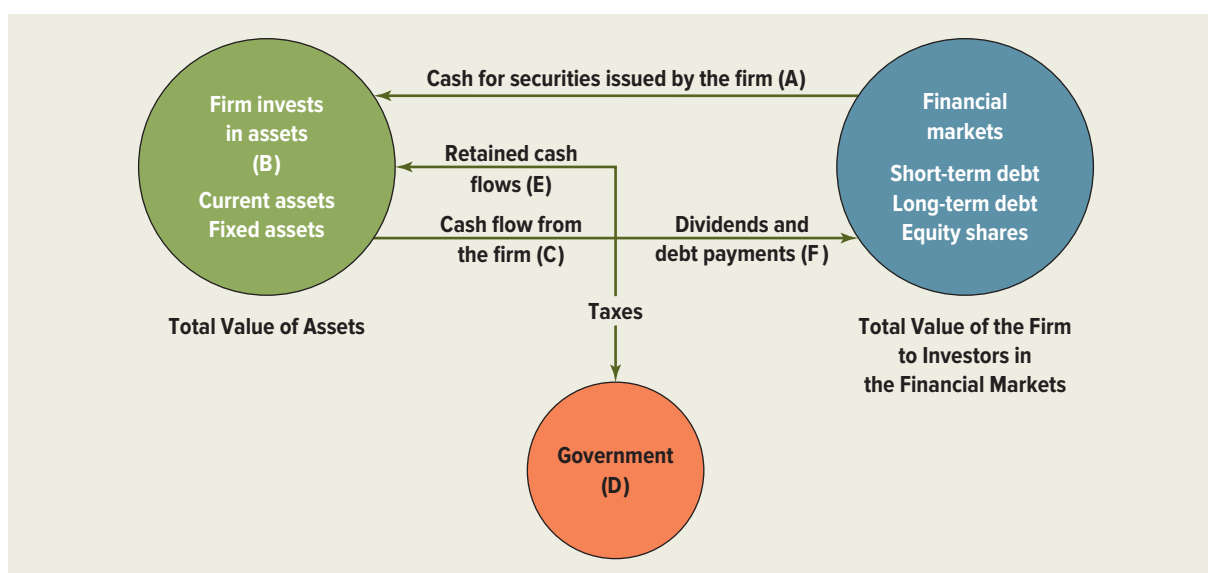 Cash for securities issued by the firm (A)
Firm invests
in assets
(B)
Current assets
Fixed assets
Financial
markets
Short-term debt
Long-term debt
Equity shares
Retained cash
flows (E)
Cash flow from
the firm (C)
Dividends and
debt payments (F)
Taxes
Total Value of Assets
Total Value of the Firm
to Investors in
the Financial Markets
Government
(D)